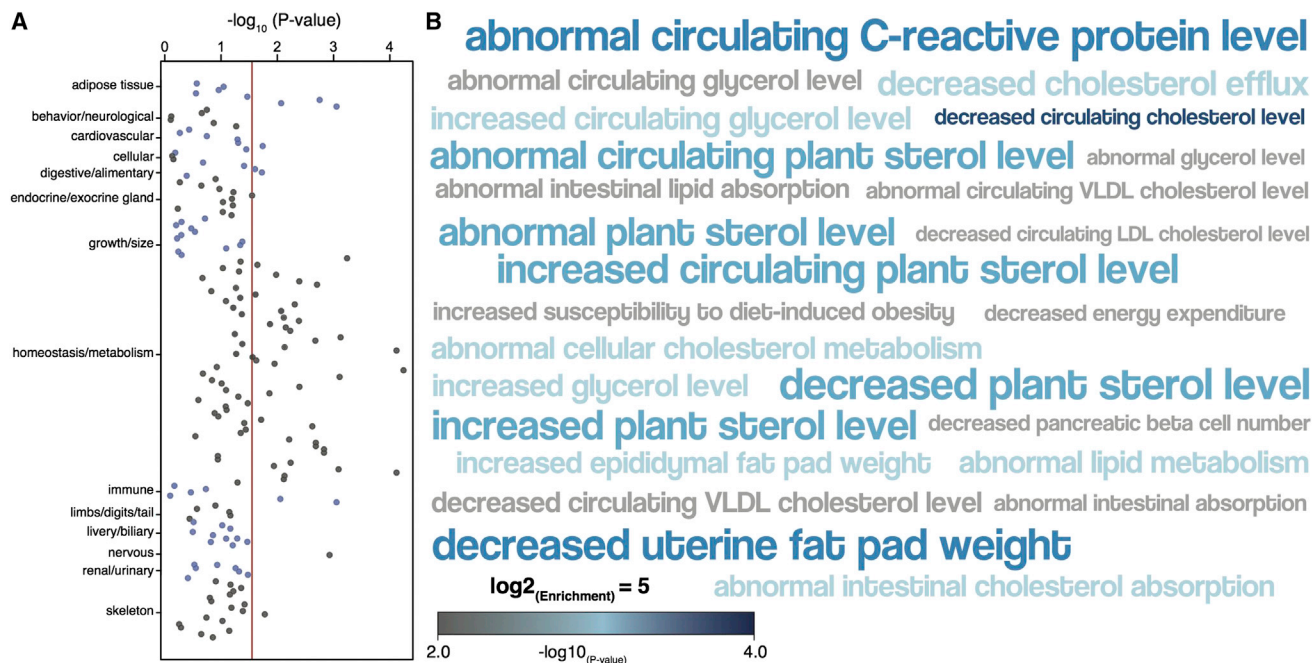 A
-log10 (P-value)
0 1 2 3 4
adipose tissue
behavior/neurological
cardiovascular
cellular
digestive/alimentary
endocrine/exocrine gland
growth/size
homeostasis/metabolism
immune
limbs/digits/tail
livery/biliary
nervous
renal/urinary
skeleton
B
abnormal circulating C-reactive protein level
abnormal circulating glycerol level decreased cholesterol efflux
increased circulating glycerol level decreased circulating cholesterol level
abnormal circulating plant sterol level abnormal glycerol level
abnormal intestinal lipid absorption abnormal circulating VLDL cholesterol level
abnormal plant sterol level decreased circulating LDL cholesterol level
increased circulating plant sterol level
increased susceptibility to diet-induced obesity decreased energy expenditure
abnormal cellular cholesterol metabolism
increased glycerol level decreased plant sterol level
increased plant sterol level decreased pancreatic beta cell number
increased epididymal fat pad weight abnormal lipid metabolism
decreased circulating VLDL cholesterol level abnormal intestinal absorption
decreased uterine fat pad weight
abnormal intestinal cholesterol absorption
log2(Enrichment) = 5
2.0 -log10(P-value) 4.0